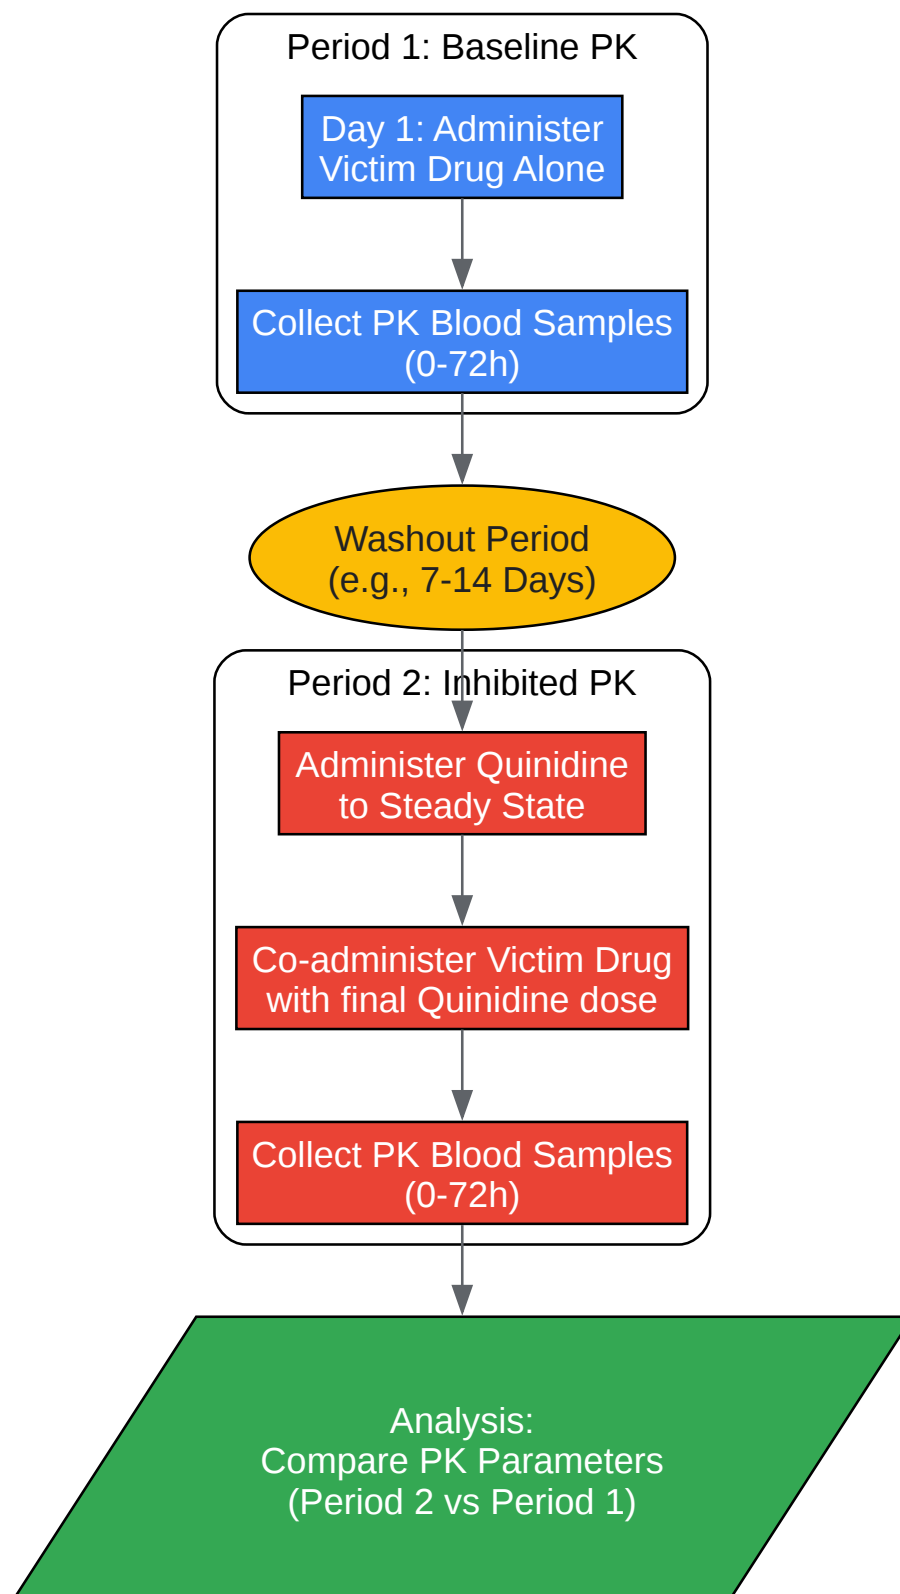 Period 1: Baseline PK
Day 1: Administer
Victim Drug Alone
Collect PK Blood Samples
(0-72h)
Washout Period
(e.g., 7-14 Days)
Period 2: Inhibited PK
Administer Quinidine
to Steady State
Co-administer Victim Drug
with final Quinidine dose
Collect PK Blood Samples
(0-72h)
Analysis:
Compare PK Parameters
(Period 2 vs Period 1)